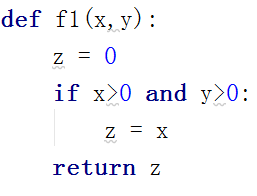 def f1(x,y):
    z = 0
    if x>0 and y>0:
        z = x
    return z